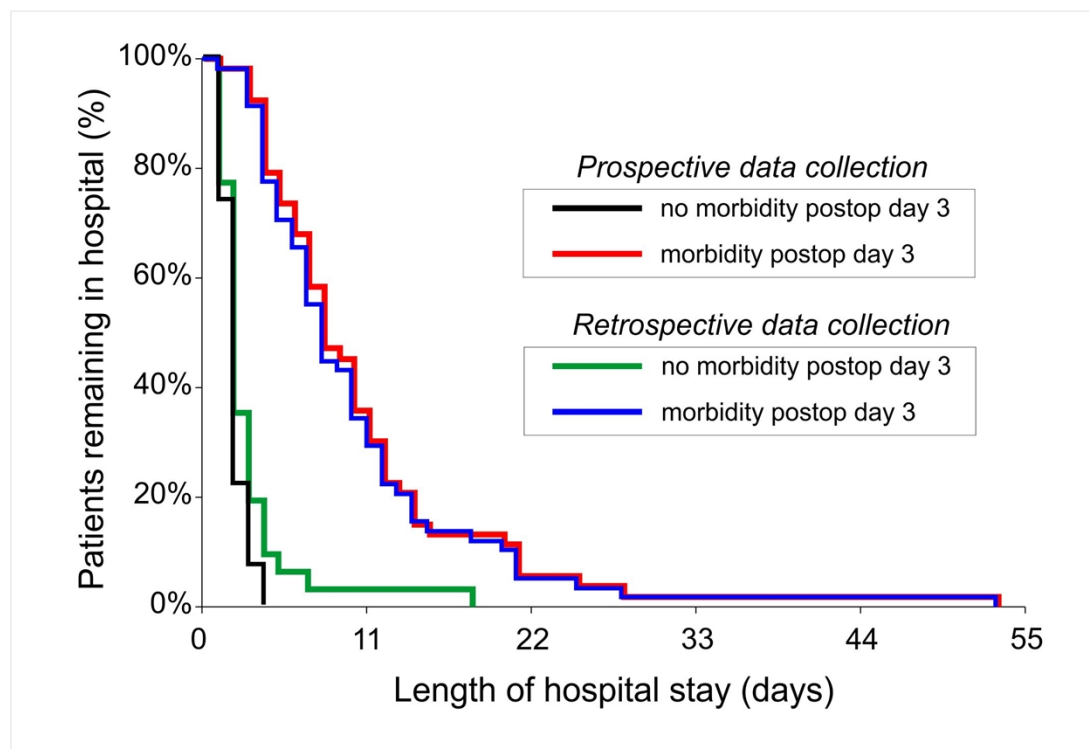 Patients remaining in hospital (%)
100%
80%
60%
40%
20%
0%
Prospective data collection
no morbidity postop day 3
morbidity postop day 3
Retrospective data collection
no morbidity postop day 3
morbidity postop day 3
0 11 22 33 44 55
Length of hospital stay (days)